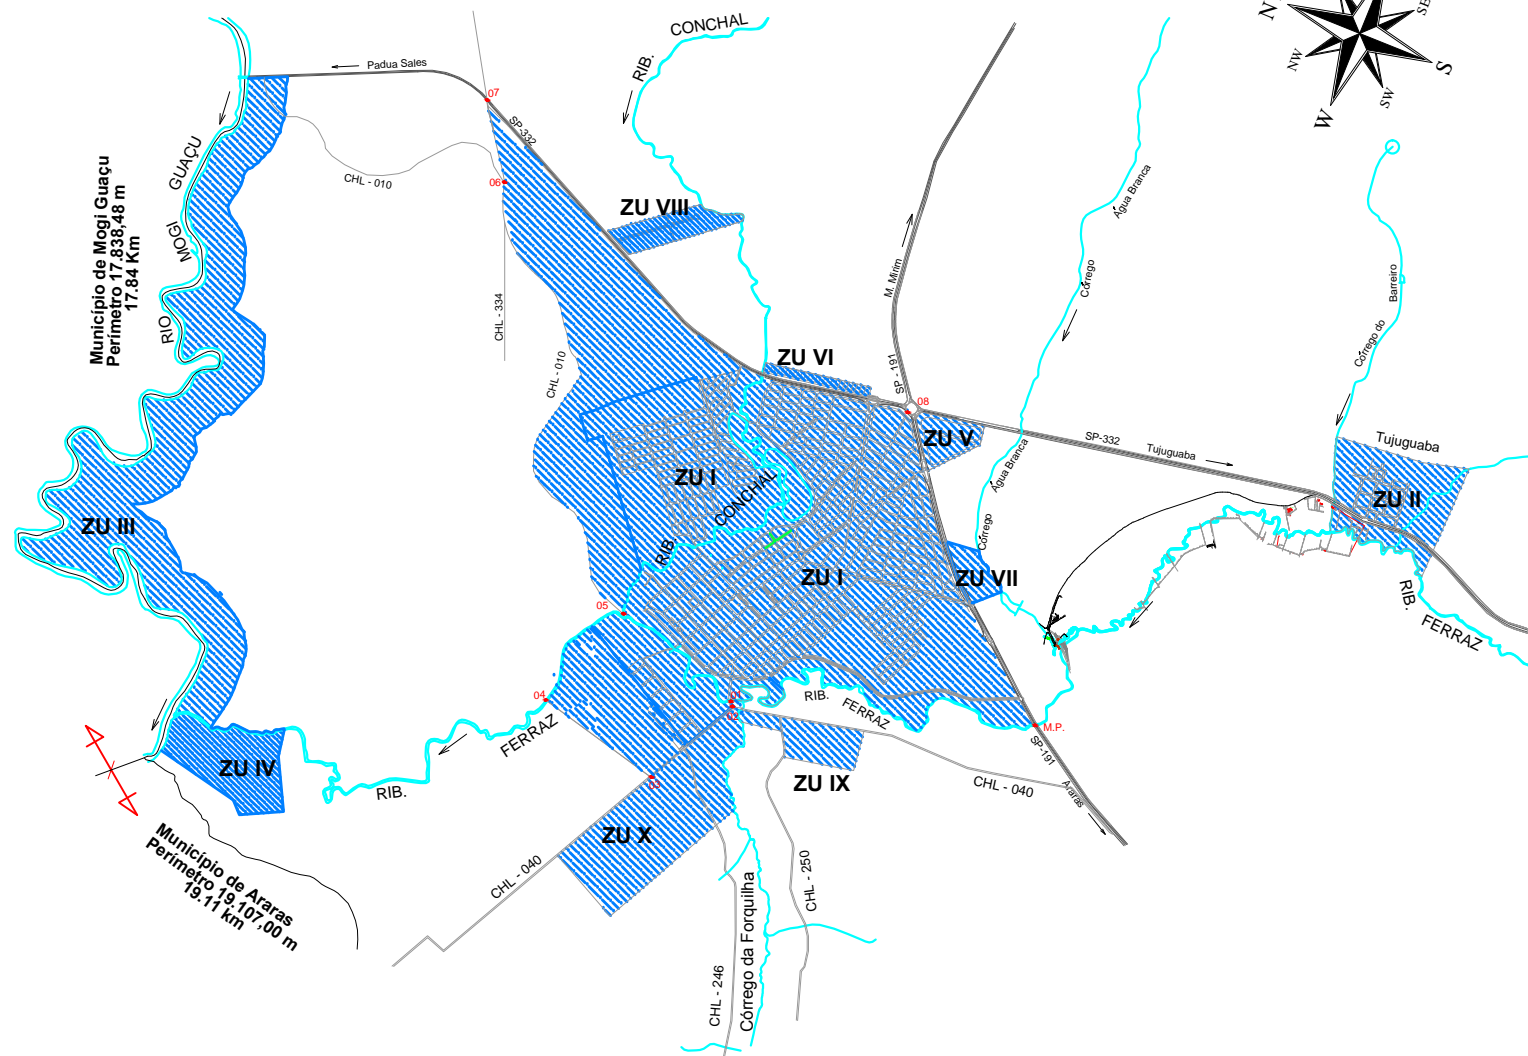 CONCHAL
RIB.
N
SE
S
SW
W
NW
Padua Sales
07
SP-332
MOGI GUAÇU
RIO
CHL - 010
06
Município de Mogi Guaçu
Perímetro 17.838,48 m
17.84 Km
ZU VIII
CHL - 334
CHL - 010
M. Mirim
SP - 191
Água Branca
Córrego
Córrego do Barreiro
ZU VI
08
ZU V
SP-332
Tujuguaba
Tujuguaba
ZU II
ZU I
CONCHAL
RIB.
Água Branca
Córrego
ZU III
ZU I
ZU VII
05
RIB.
FERRAZ
04
01
02
RIB.
FERRAZ
M.P.
SP-191
Araras
FERRAZ
RIB.
ZU IV
03
ZU IX
CHL - 040
ZU X
CHL - 040
CHL - 250
Córrego da Forquilha
CHL - 246
Município de Araras
Perímetro 19.107,00 m
19.11 km